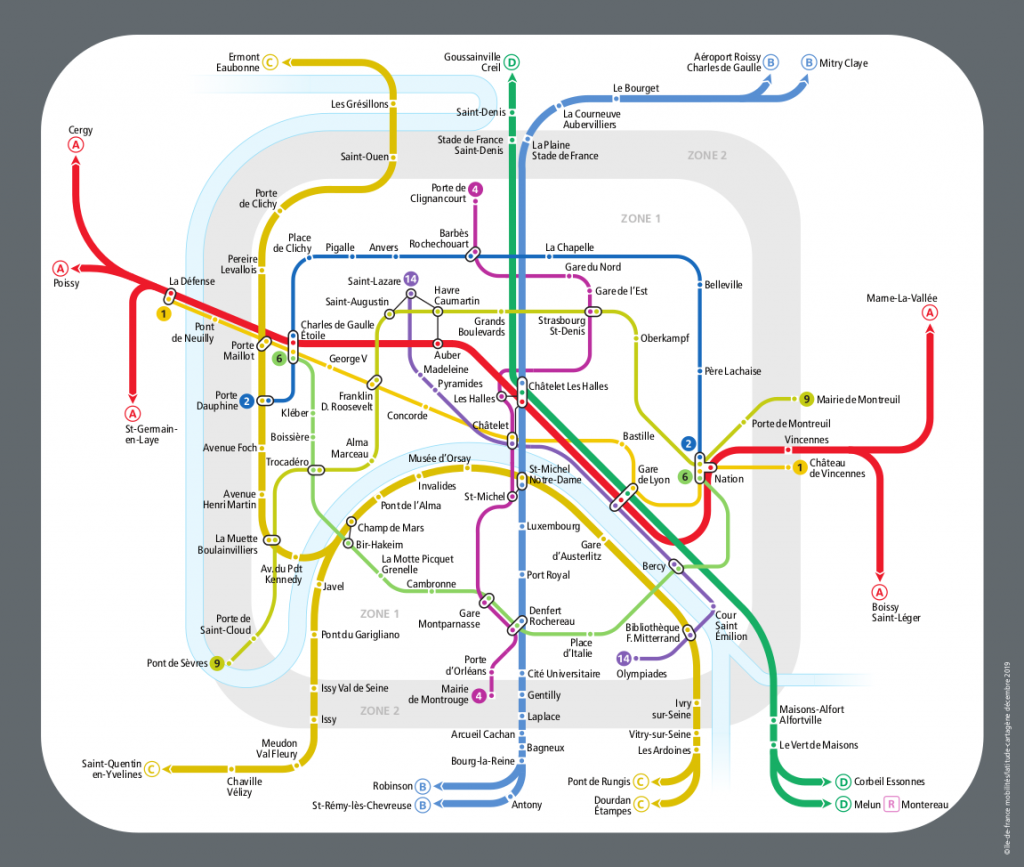 Ermont
Eaubonne
C
Goussainville
Creil
D
Aéroport Roissy
Charles de Gaulle
B
B
Mitry Claye
Le Bourget
Les Grésillons
Saint-Denis
La Courneuve
Aubervilliers
Cergy
A
Stade de France
Saint-Denis
La Plaine
Stade de France
Saint-Ouen
ZONE 2
Porte
de Clichy
Porte de
Clignancourt
4
ZONE 1
Place
de Clichy
Pigalle
Anvers
Barbès
Rochechouart
La Chapelle
Pereire
Levallois
A
Poissy
La Défense
1
Saint-Lazare
14
Gare du Nord
Belleville
Saint-Augustin
Havre
Caumartin
Gare de l'Est
Mame-La-Vallée
A
Pont
de Neuilly
Charles de Gaulle
Étoile
Grands
Boulevards
Strasbourg
St-Denis
Oberkampf
Porte
Maillot
6
George V
Auber
Madeleine
Père Lachaise
Pyramides
Châtelet Les Halles
Porte
Dauphine
2
Franklin
D. Roosevelt
Les Halles
9
Mairie de Montreuil
A
St-Germain-
en-Laye
Kléber
Concorde
Châtelet
Porte de Montreuil
Boissière
Alma
Marceau
Bastille
2
Vincennes
Avenue Foch
Trocadéro
Musée d'Orsay
St-Michel
Notre-Dame
Gare
de Lyon
6
Nation
1
Château
de Vincennes
Invalides
Avenue
Henri Martin
Pont de l'Alma
St-Michel
Champ de Mars
Luxembourg
La Muette
Boulainvilliers
Bir-Hakeim
Gare
d'Austerlitz
Av. du Pdt
Kennedy
La Motte Picquet
Grenelle
Bercy
Javel
Cambronne
Port Royal
A
Boissy
Saint-Léger
ZONE 1
Gare
Montparnasse
Denfert
Rochereau
Cour
Saint
Émilion
Porte de
Saint-Cloud
Pont du Garigliano
Place
d'Italie
Bibliothèque
F. Mitterrand
Pont de Sèvres
9
Porte
d'Orléans
14
Olympiades
Cité Universitaire
Issy Val de Seine
Mairie
de Montrouge
4
Gentilly
ZONE 2
Issy
Laplace
Ivry
sur-Seine
Maisons-Alfort
Alfortville
Arcueil Cachan
Vitry-sur-Seine
Meudon
Val Fleury
Bagneux
Les Ardoines
Le Vert de Maisons
Bourg-la-Reine
Saint-Quentin
en-Yvelines
C
Chaville
Vélizy
Robinson
B
Pont de Rungis
C
D
Corbeil Essonnes
St-Rémy-lès-Chevreuse
B
Antony
Dourdan
Étampes
C
D
Melun
R
Montereau
©île-de-france mobilités/latitude-cartagène décembre 2019